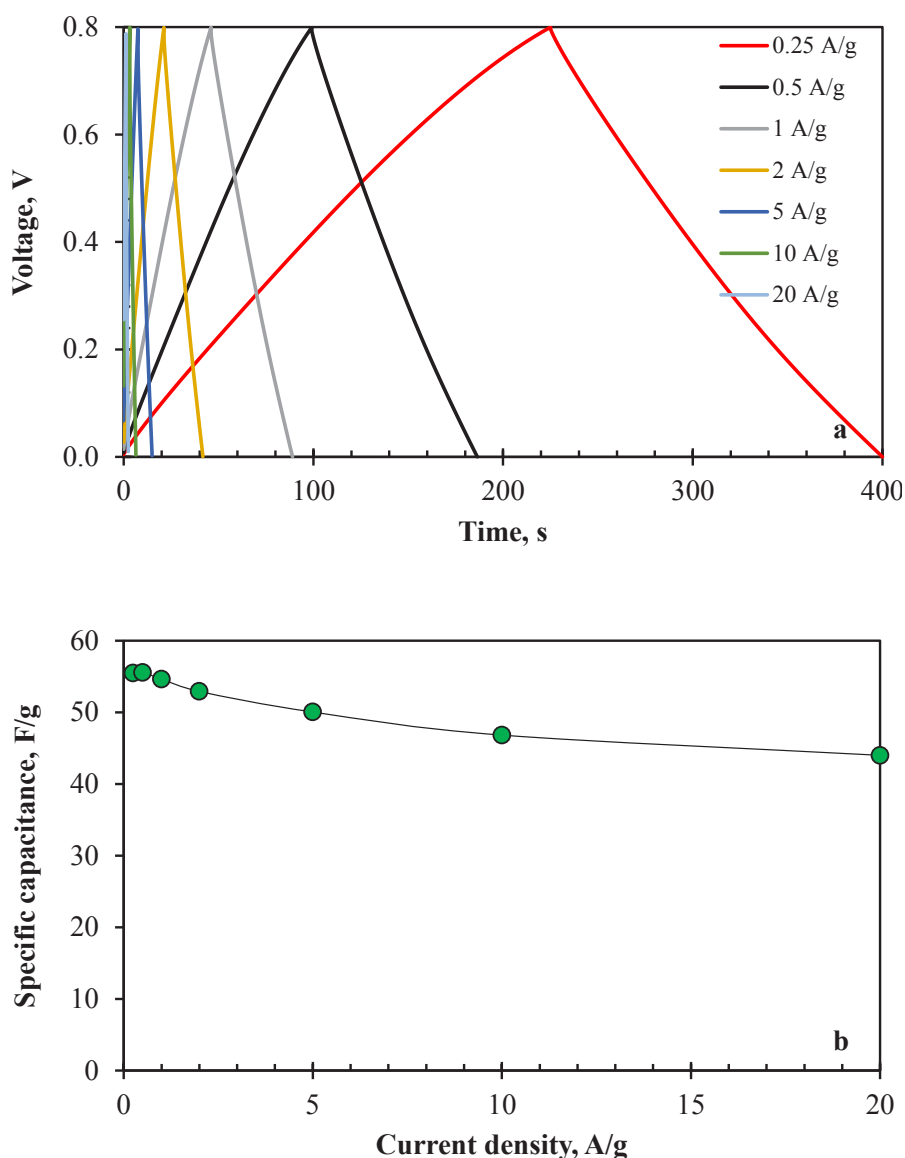 0.8
0.6
0.4
0.2
0.0
Voltage, V
0.25 A/g
0.5 A/g
1 A/g
2 A/g
5 A/g
10 A/g
20 A/g
a
0 100 200 300 400
Time, s
60
50
40
30
20
10
0
Specific capacitance, F/g
b
0 5 10 15 20
Current density, A/g